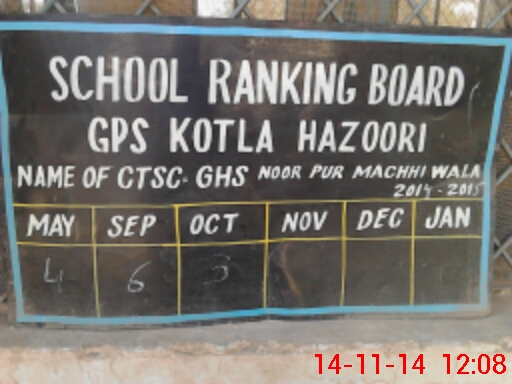 SCHOOL RANKING BOARD
GPS KOTLA HAZOORI
NAME OF CTSC- GHS NOOR PUR MACHHI WALA
2014-2015
MAY SEP OCT NOV DEC JAN
4 6 3
14-11-14 12:08